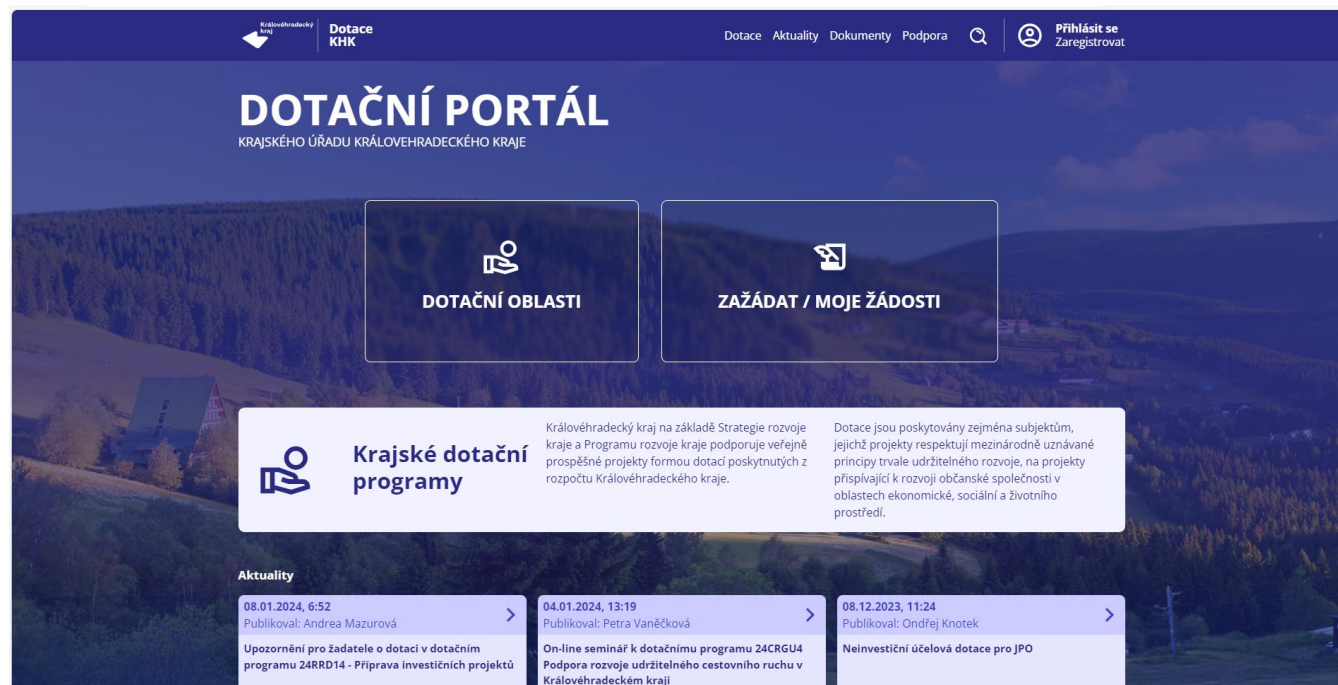 Královéhradecký
kraj
Dotace
KHK
Dotace Aktuality Dokumenty Podpora
Přihlásit se
Zaregistrovat
DOTAČNÍ PORTÁL
KRAJSKÉHO ÚŘADU KRÁLOVEHRADECKÉHO KRAJE
DOTAČNÍ OBLASTI
ZAŽÁDAT / MOJE ŽÁDOSTI
Krajské dotační
programy
Královéhradecký kraj na základě Strategie rozvoje
kraje a Programu rozvoje kraje podporuje veřejně
prospěšné projekty formou dotací poskytnutých z
rozpočtu Královéhradeckého kraje.
Dotace jsou poskytovány zejména subjektům,
jejichž projekty respektují mezinárodně uznávané
principy trvale udržitelného rozvoje, na projekty
přispívající k rozvoji občanské společnosti v
oblastech ekonomické, sociální a životního
prostředí.
Aktuality
08.01.2024, 6:52
Publikoval: Andrea Mazurová
Upozornění pro žadatele o dotaci v dotačním
programu 24RRD14 - Příprava investičních projektů
04.01.2024, 13:19
Publikoval: Petra Vaněčková
On-line seminář k dotačnímu programu 24CRGU4
Podpora rozvoje udržitelného cestovního ruchu v
Královéhradeckém kraji
08.12.2023, 11:24
Publikoval: Ondřej Knotek
Neinvestiční účelová dotace pro JPO